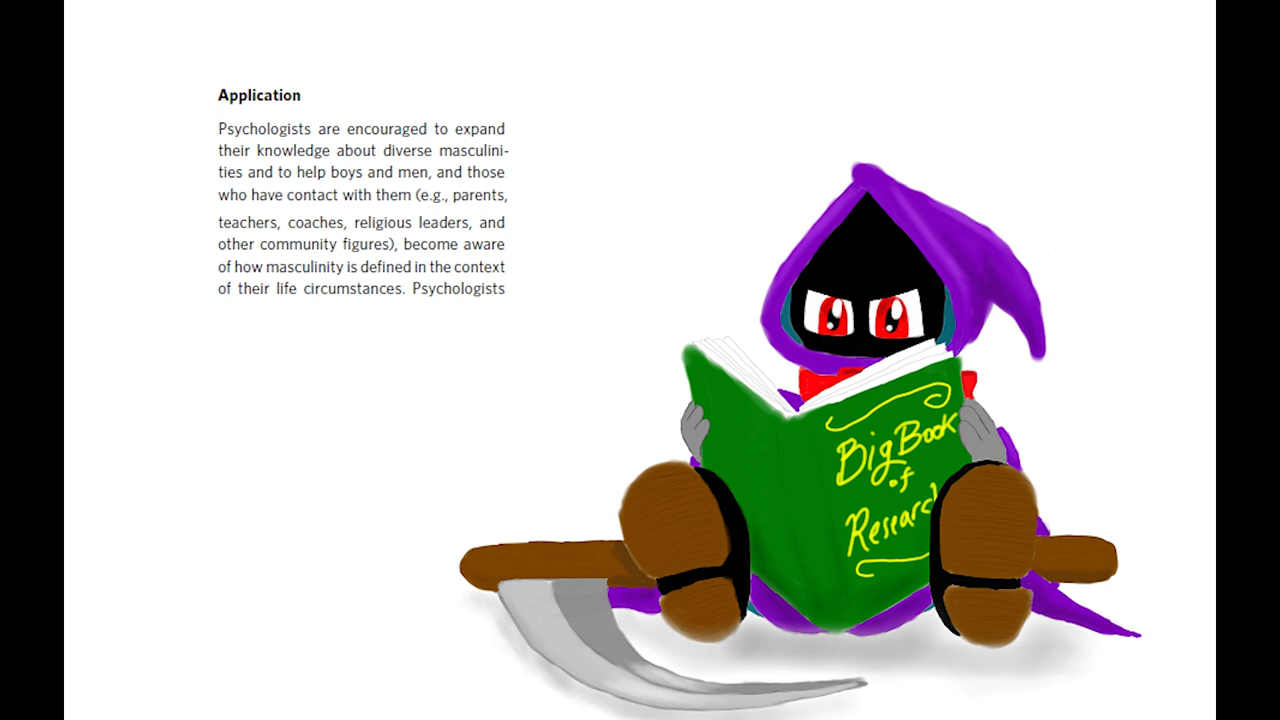 Application
Psychologists are encouraged to expand
their knowledge about diverse masculini-
ties and to help boys and men, and those
who have contact with them (e.g., parents,
teachers, coaches, religious leaders, and
other community figures), become aware
of how masculinity is defined in the context
of their life circumstances. Psychologists
Big Book
of
Research